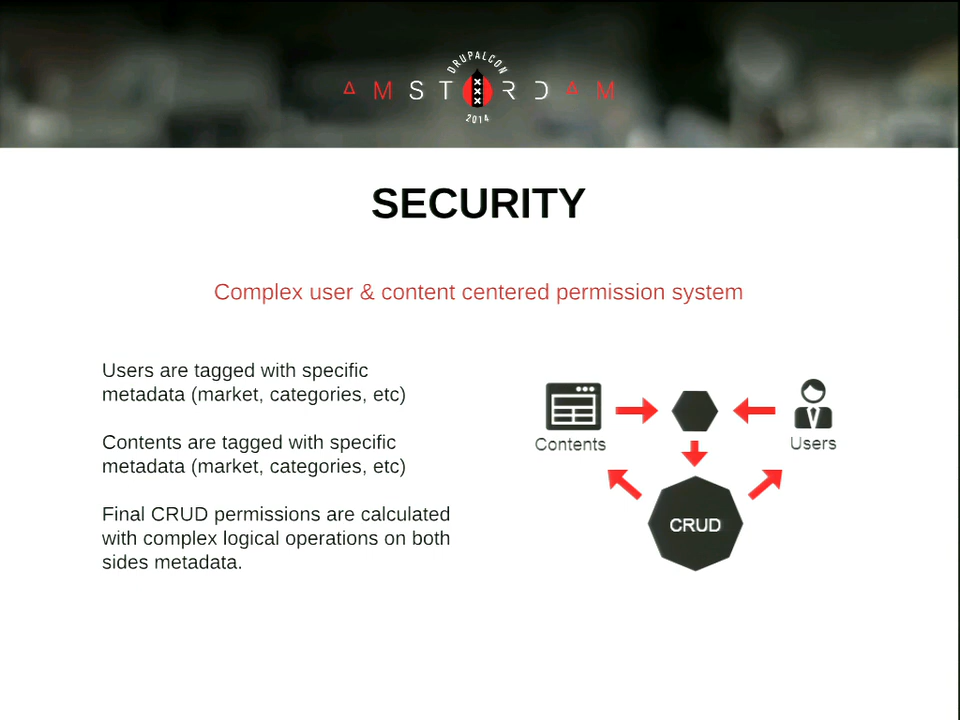 DRUPALCON
AMSTERDAM
2014
SECURITY
Complex user & content centered permission system
Users are tagged with specific
metadata (market, categories, etc)
Contents are tagged with specific
metadata (market, categories, etc)
Final CRUD permissions are calculated
with complex logical operations on both
sides metadata.
Contents
Users
CRUD